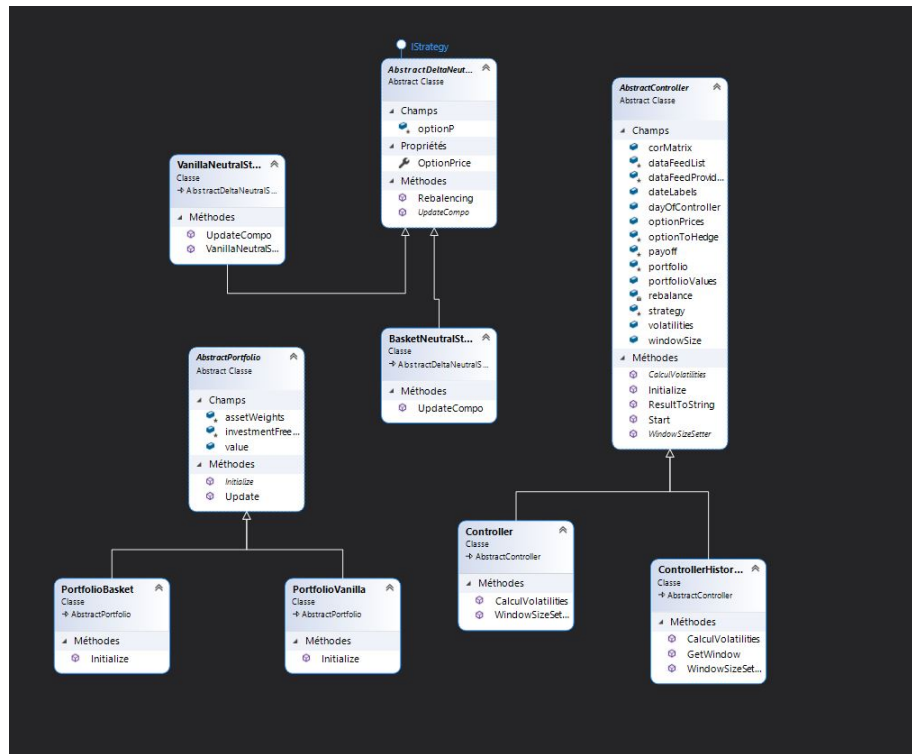 IStrategy
AbstractDeltaNeut...
Abstract Classe
Champs
optionP
Propriétés
OptionPrice
Méthodes
Rebalencing
UpdateCompo
AbstractController
Abstract Classe
Champs
corMatrix
dataFeedList
dataFeedProvid...
dateLabels
dayOfController
optionPrices
optionToHedge
payoff
portfolio
portfolioValues
rebalance
strategy
volatilities
windowSize
Méthodes
CalculVolatilities
Initialize
ResultToString
Start
WindowSizeSetter
VanillaNeutralSt...
Classe
AbstractDeltaNeutralS...
Méthodes
UpdateCompo
VanillaNeutralS...
BasketNeutralSt...
Classe
AbstractDeltaNeutralS...
Méthodes
UpdateCompo
AbstractPortfolio
Abstract Classe
Champs
assetWeights
investmentFree...
value
Méthodes
Initialize
Update
Controller
Classe
AbstractController
Méthodes
CalculVolatilities
WindowSizeSet...
ControllerHistor...
Classe
AbstractController
Méthodes
CalculVolatilities
GetWindow
WindowSizeSet...
PortfolioBasket
Classe
AbstractPortfolio
Méthodes
Initialize
PortfolioVanilla
Classe
AbstractPortfolio
Méthodes
Initialize